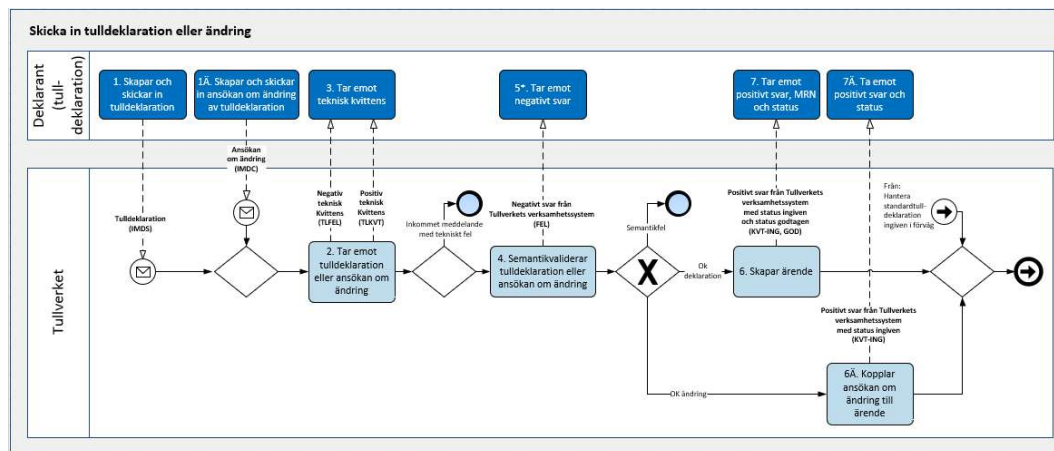 Skicka in tulldeklaration eller ändring
Deklarant
(tull-
deklaration)
1. Skapar och
skickar in
tulldeklaration
1Ä. Skapar och skickar
in ansökan om ändring
av tulldeklaration
3. Tar emot
teknisk kvittens
5*. Tar emot
negativt svar
7. Tar emot
positivt svar, MRN
och status
7Ä. Ta emot
positivt svar och
status
Ansökan
om ändring
(IMDC)
Tulldeklaration
(IMDS)
Negativ
teknisk
Kvittens
(TLFEL)
Positiv
teknisk
Kvittens
(TLKVT)
Inkommet meddelande
med tekniskt fel
Negativt svar från
Tullverkets verksamhetssystem
(FEL)
Semantikfel
Positivt svar från Tullverkets
verksamhetssystem
med status ingiven
och status godtagen
(KVT-ING, GOD)
Från:
Hantera
standardtull-
deklaration
ingiven i förväg
Tullverket
2. Tar emot
tulldeklaration
eller ansökan om
ändring
4. Semantikvaliderar
tulldeklaration eller
ansökan om ändring
X
Ok
deklaration
6. Skapar ärende
Positivt svar från Tullverkets
verksamhetssystem
med status ingiven
(KVT-ING)
OK ändring
6Ä. Kopplar
ansökan om
ändring till
ärende